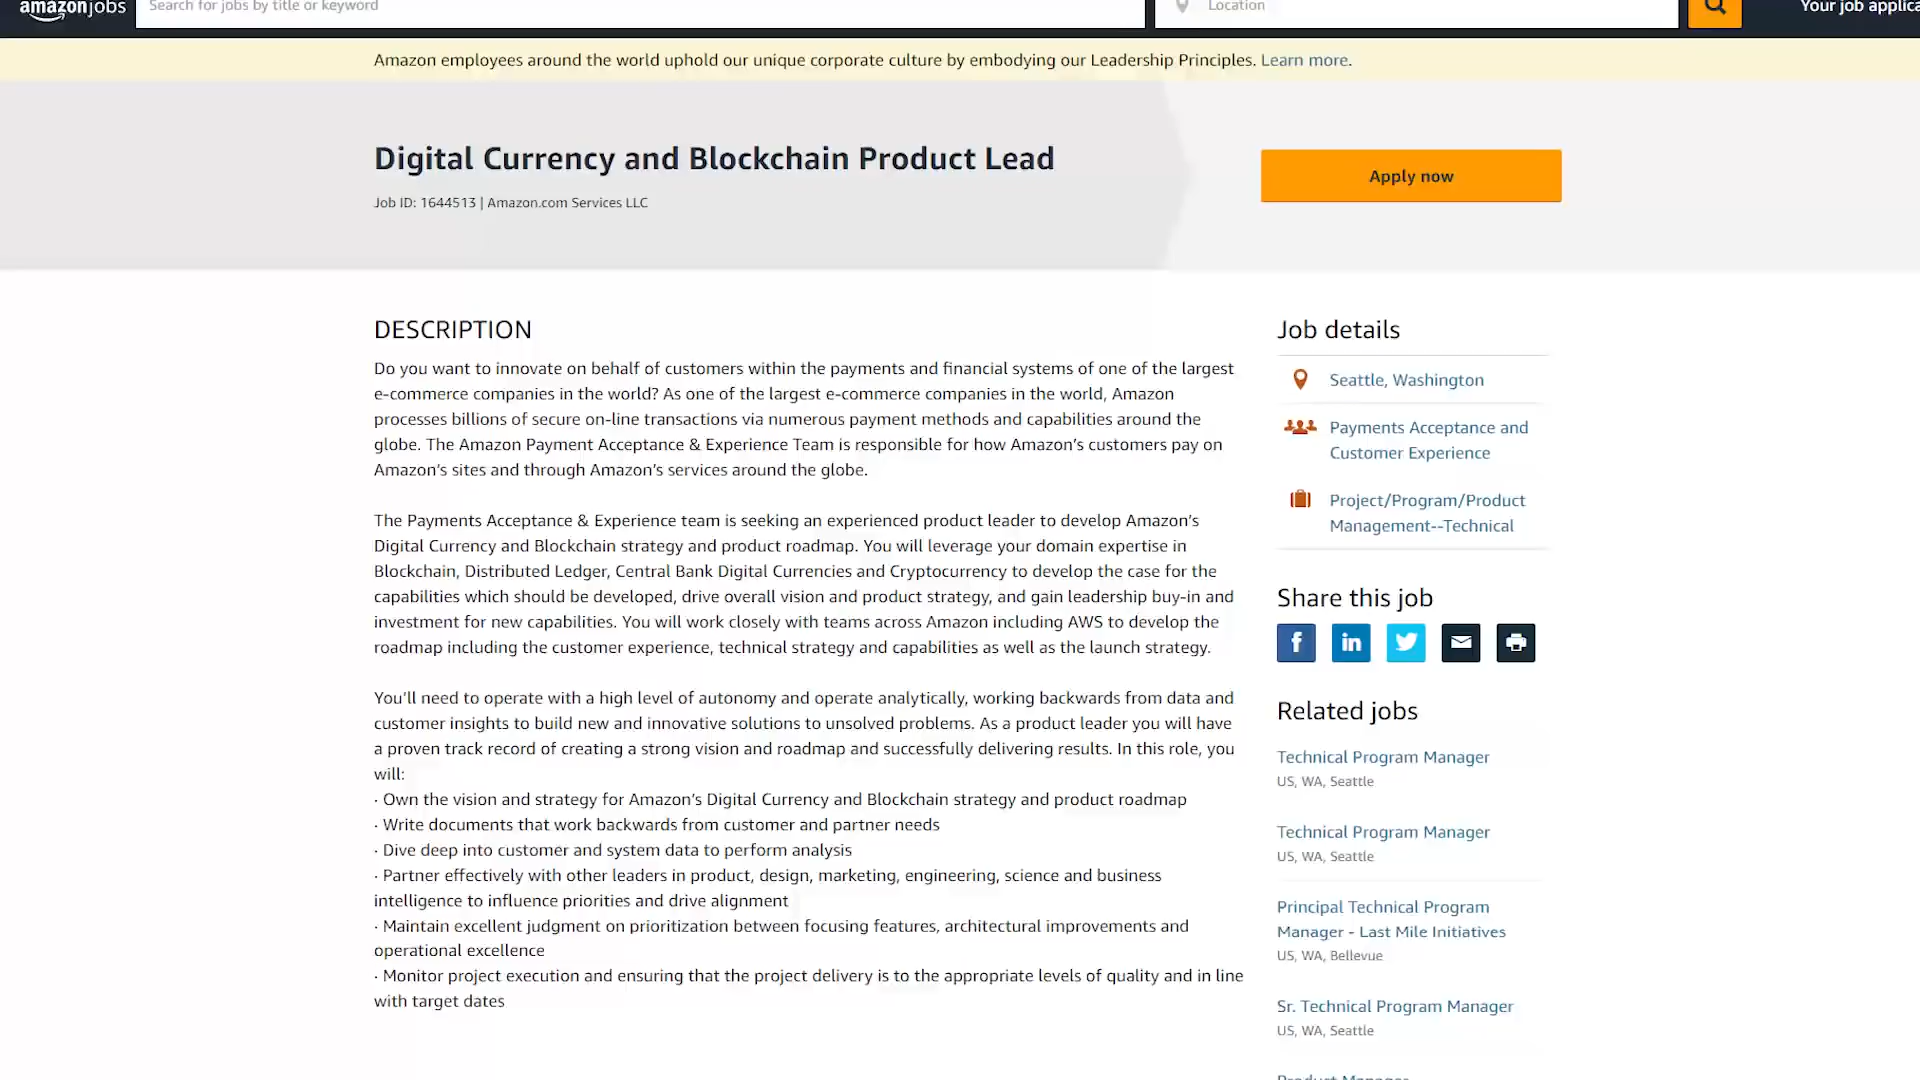 amazonjobs
Search for jobs by title or keyword
Location
Your job applica
Amazon employees around the world uphold our unique corporate culture by embodying our Leadership Principles. Learn more.
Digital Currency and Blockchain Product Lead
Job ID: 1644513 | Amazon.com Services LLC
Apply now
DESCRIPTION
Do you want to innovate on behalf of customers within the payments and financial systems of one of the largest
e-commerce companies in the world? As one of the largest e-commerce companies in the world, Amazon
processes billions of secure on-line transactions via numerous payment methods and capabilities around the
globe. The Amazon Payment Acceptance & Experience Team is responsible for how Amazon's customers pay on
Amazon's sites and through Amazon's services around the globe.
The Payments Acceptance & Experience team is seeking an experienced product leader to develop Amazon's
Digital Currency and Blockchain strategy and product roadmap. You will leverage your domain expertise in
Blockchain, Distributed Ledger, Central Bank Digital Currencies and Cryptocurrency to develop the case for the
capabilities which should be developed, drive overall vision and product strategy, and gain leadership buy-in and
investment for new capabilities. You will work closely with teams across Amazon including AWS to develop the
roadmap including the customer experience, technical strategy and capabilities as well as the launch strategy.
You'll need to operate with a high level of autonomy and operate analytically, working backwards from data and
customer insights to build new and innovative solutions to unsolved problems. As a product leader you will have
a proven track record of creating a strong vision and roadmap and successfully delivering results. In this role, you
will:
· Own the vision and strategy for Amazon's Digital Currency and Blockchain strategy and product roadmap
· Write documents that work backwards from customer and partner needs
· Dive deep into customer and system data to perform analysis
· Partner effectively with other leaders in product, design, marketing, engineering, science and business
intelligence to influence priorities and drive alignment
· Maintain excellent judgment on prioritization between focusing features, architectural improvements and
operational excellence
· Monitor project execution and ensuring that the project delivery is to the appropriate levels of quality and in line
with target dates
Job details
Seattle, Washington
Payments Acceptance and
Customer Experience
Project/Program/Product
Management--Technical
Share this job
Related jobs
Technical Program Manager
US, WA, Seattle
Technical Program Manager
US, WA, Seattle
Principal Technical Program
Manager - Last Mile Initiatives
US, WA, Bellevue
Sr. Technical Program Manager
US, WA, Seattle
Product Manager